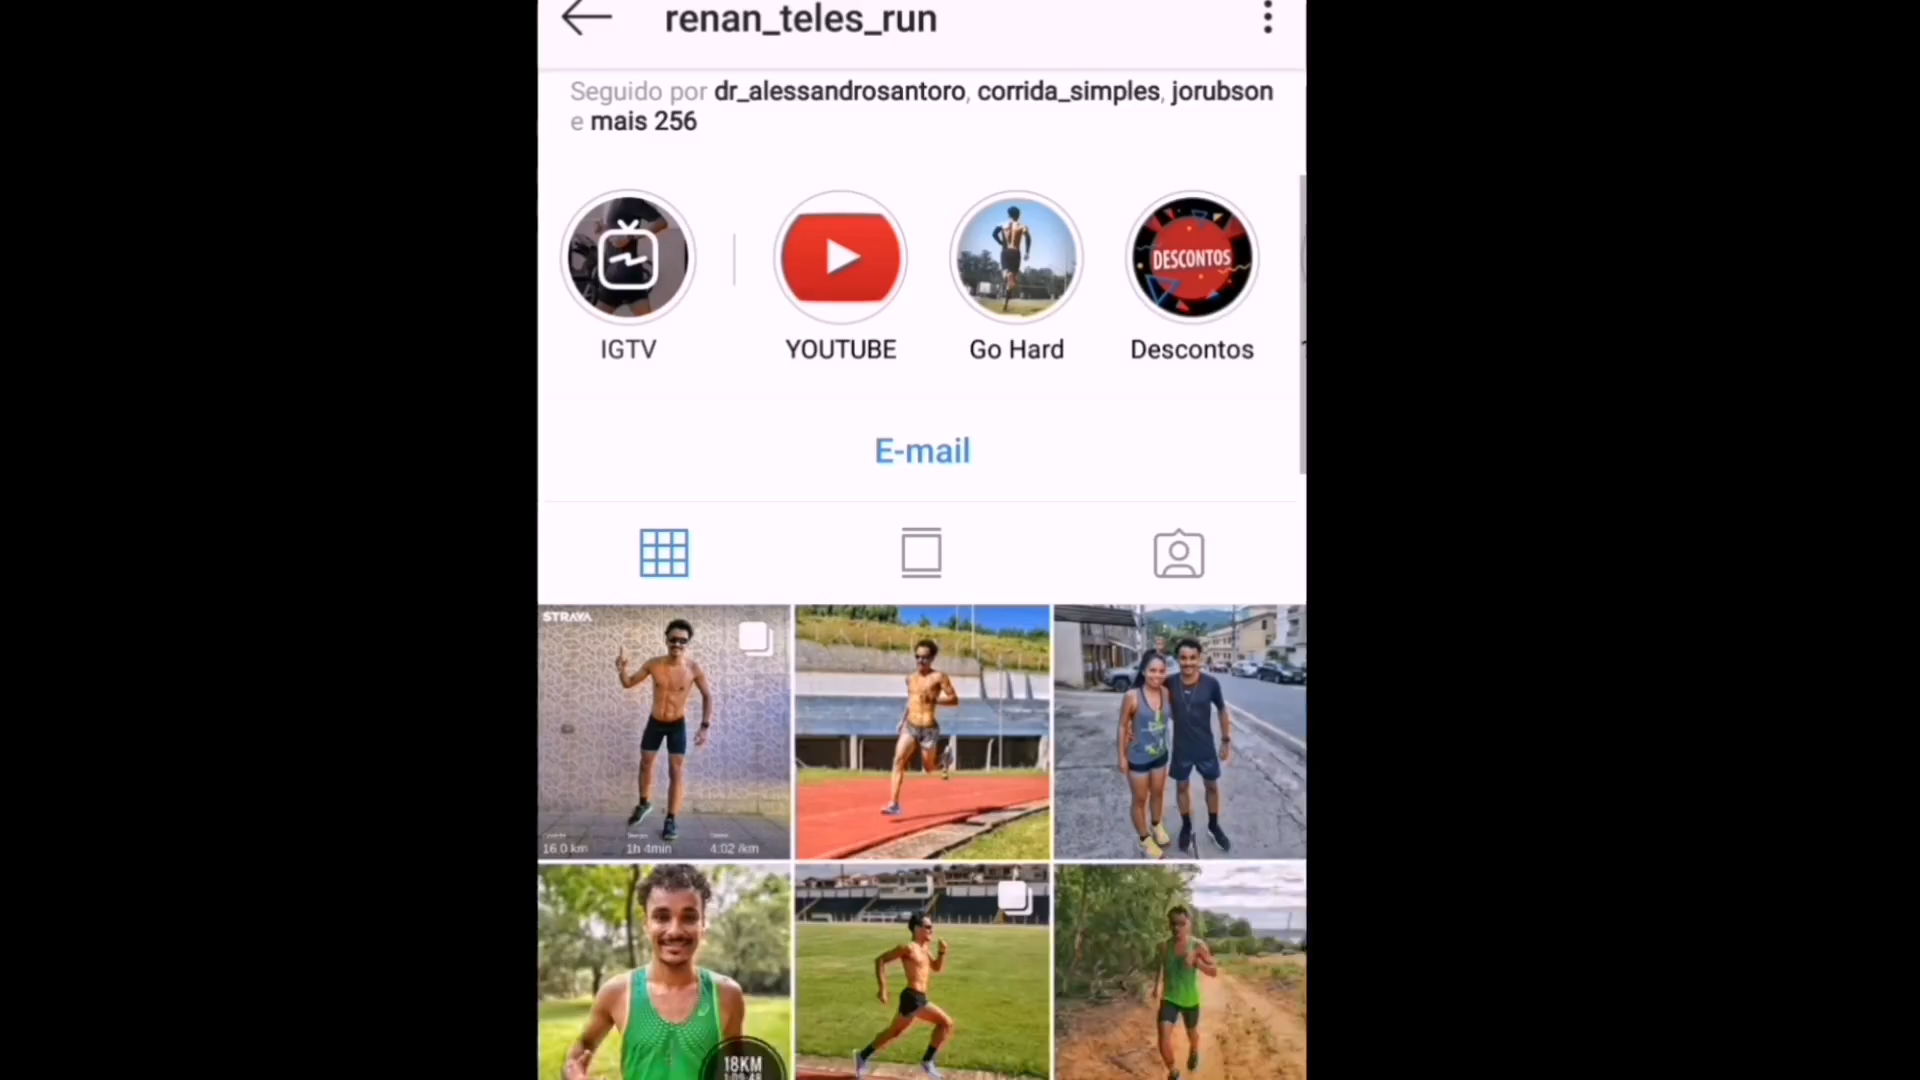 renan_teles_run
Seguido por dr_alessandrosantoro, corrida_simples, jorubson
e mais 256
DESCONTOS
IGTV
YOUTUBE
Go Hard
Descontos
E-mail
STRAVA
16.0 km
1h 4min
4:02 /km
18KM